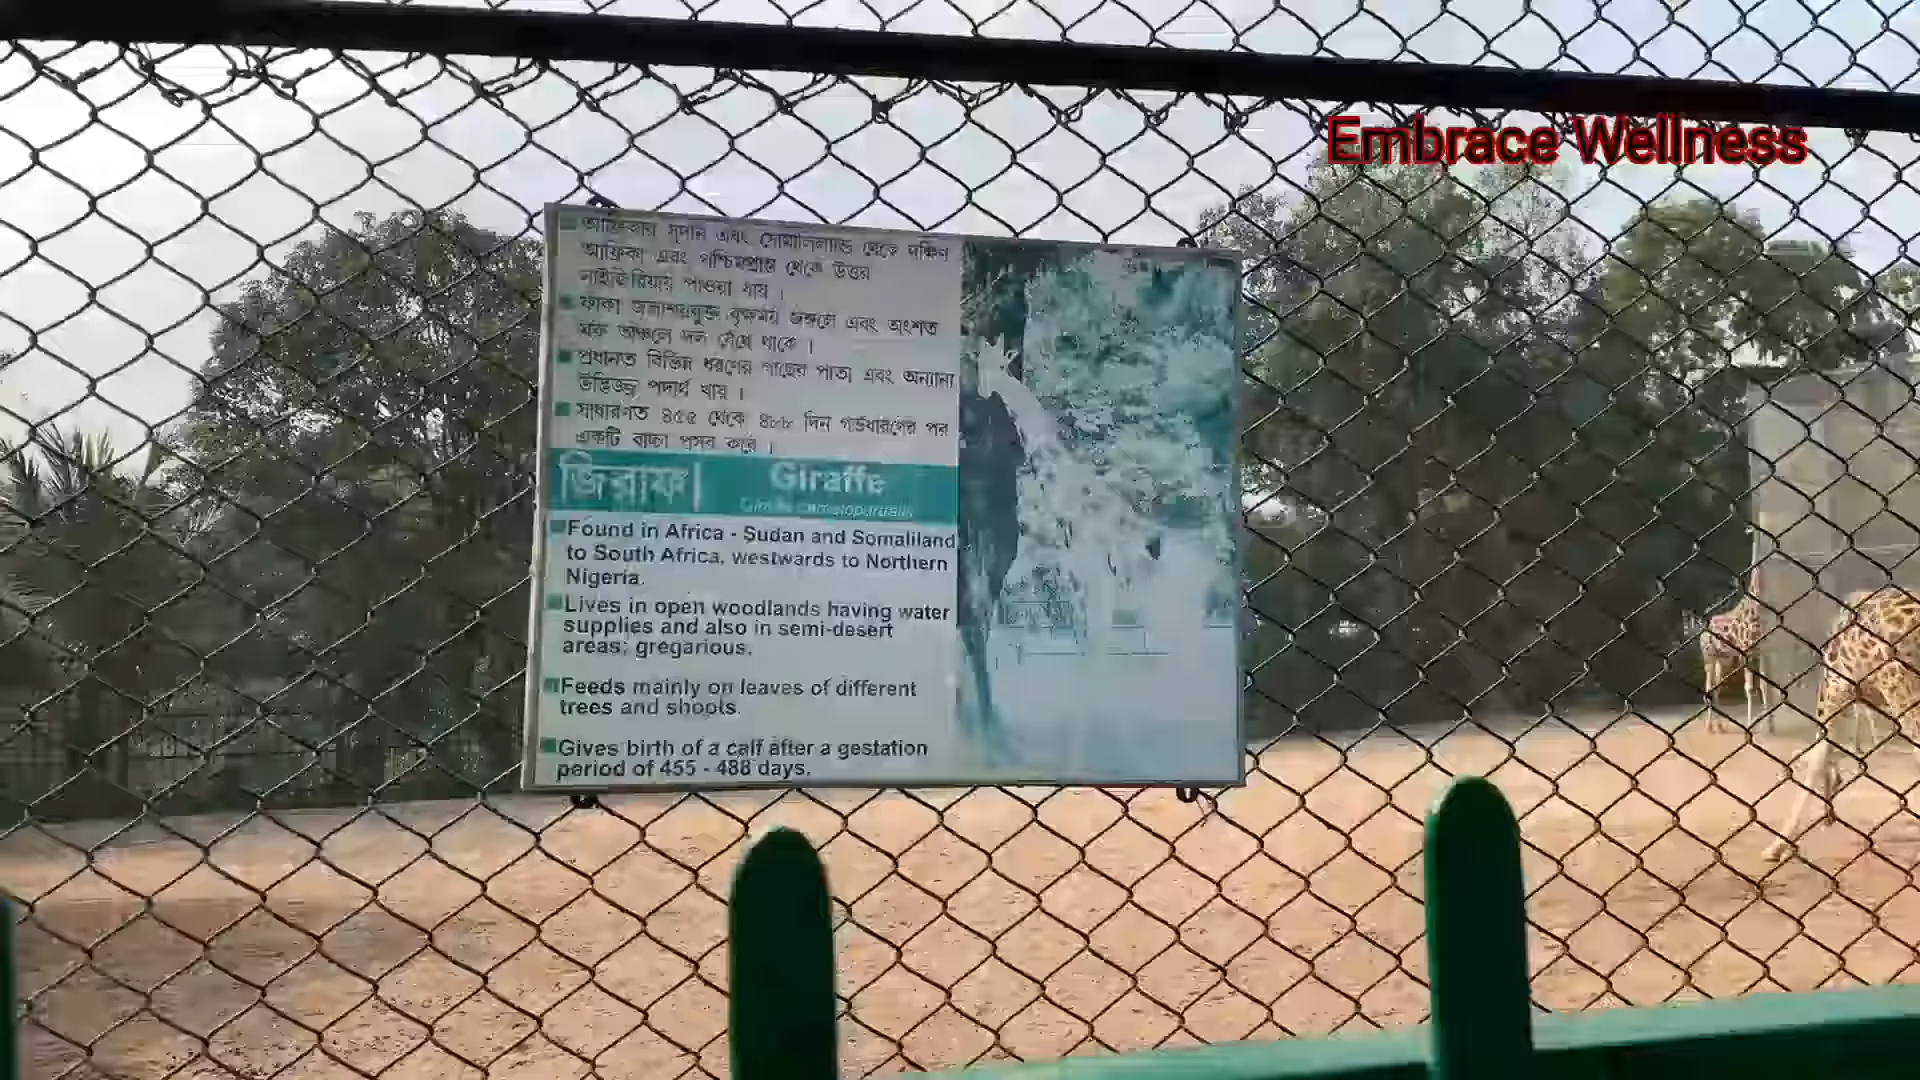 Embrace Wellness
আফ্রিকার সুদান এবং সোমালিল্যান্ড থেকে দক্ষিণ
আফ্রিকা এবং পশ্চিমপ্রান্ত থেকে উত্তর
নাইজিরিয়ায় পাওয়া যায় ।
ফাঁকা জলাশয়যুক্ত বৃক্ষময় জঙ্গলে এবং অংশত
মরু অঞ্চলে দল বেঁধে থাকে ।
প্রধানত বিভিন্ন ধরণের গাছের পাতা এবং অন্যান্য
উদ্ভিজ্জ পদার্থ খায় ।
সাধারণত ৪৫৫ থেকে ৪৮৮ দিন গর্ভধারণের পর
একটি বাচ্চা প্রসব করে ।
জিরাফ | Giraffe
Giraffa camelopardalis
Found in Africa - Sudan and Somaliland
to South Africa, westwards to Northern
Nigeria.
Lives in open woodlands having water
supplies and also in semi-desert
areas; gregarious.
Feeds mainly on leaves of different
trees and shoots.
Gives birth of a calf after a gestation
period of 455 - 488 days.